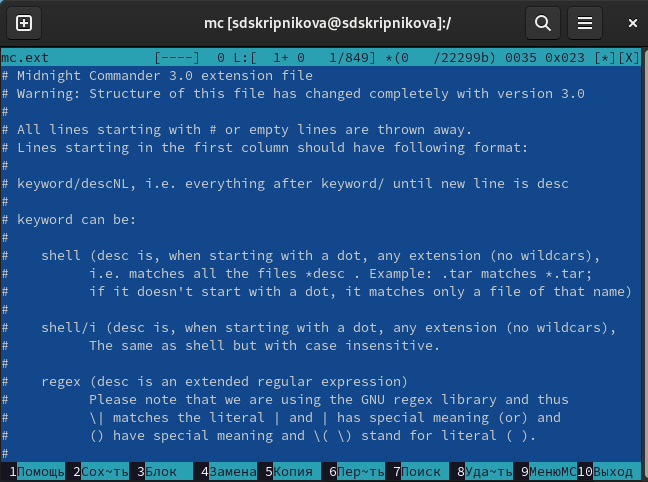 mc [sdskripnikova@sdskripnikova]:/
mc.ext [----] 0 L:[ 1+ 0 1/849] *(0 /22299b) 0035 0x023 [*][X]
# Midnight Commander 3.0 extension file
# Warning: Structure of this file has changed completely with version 3.0
#
# All lines starting with # or empty lines are thrown away.
# Lines starting in the first column should have following format:
#
# keyword/descNL, i.e. everything after keyword/ until new line is desc
#
# keyword can be:
#
# shell (desc is, when starting with a dot, any extension (no wildcars),
# i.e. matches all the files *desc . Example: .tar matches *.tar;
# if it doesn't start with a dot, it matches only a file of that name)
#
# shell/i (desc is, when starting with a dot, any extension (no wildcars),
# The same as shell but with case insensitive.
#
# regex (desc is an extended regular expression)
# Please note that we are using the GNU regex library and thus
# \| matches the literal | and | has special meaning (or) and
# () have special meaning and \( \) stand for literal ( ).
#
1Помощь 2Сох~ть 3Блок 4Замена 5Копия 6Пер~ть 7Поиск 8Уда~ть 9МенюMC 10Выход